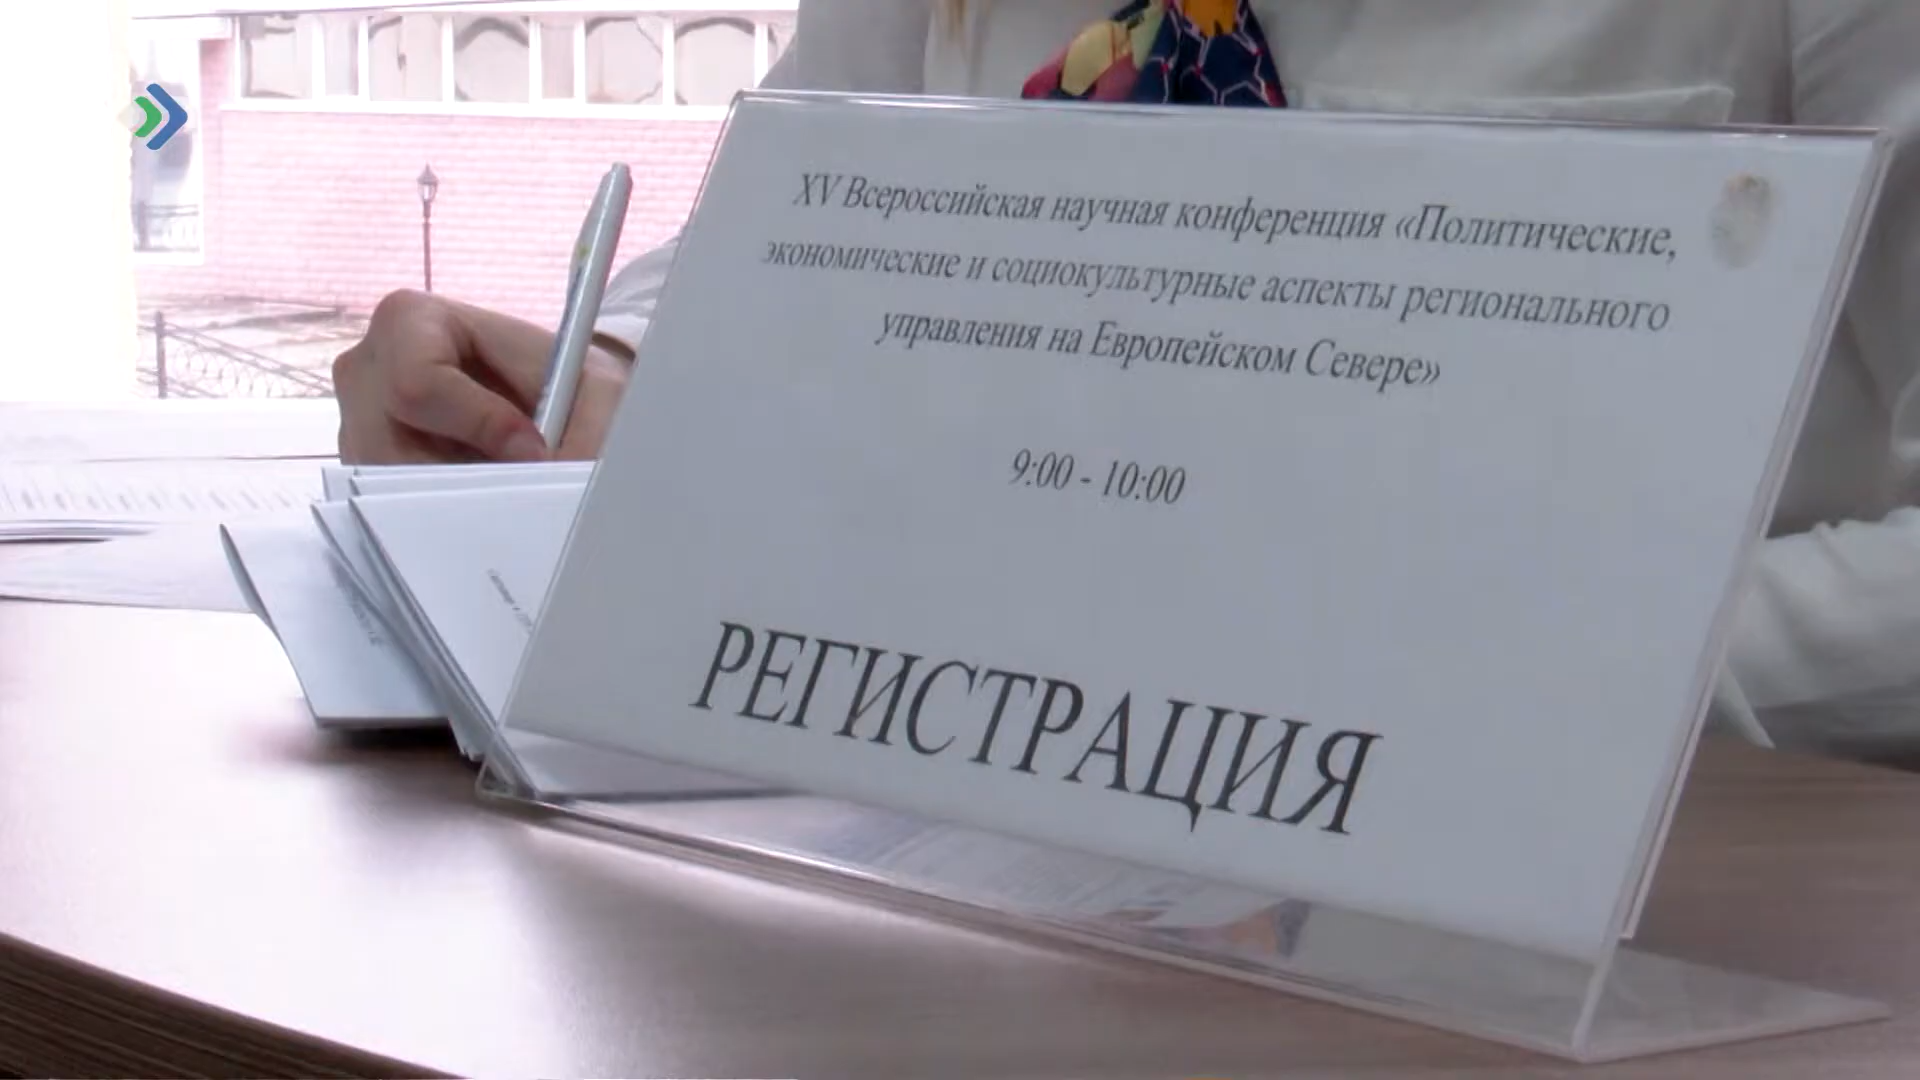 XV Всероссийская научная конференция «Политические,
экономические и социокультурные аспекты регионального
управления на Европейском Севере»
9:00 - 10:00
РЕГИСТРАЦИЯ